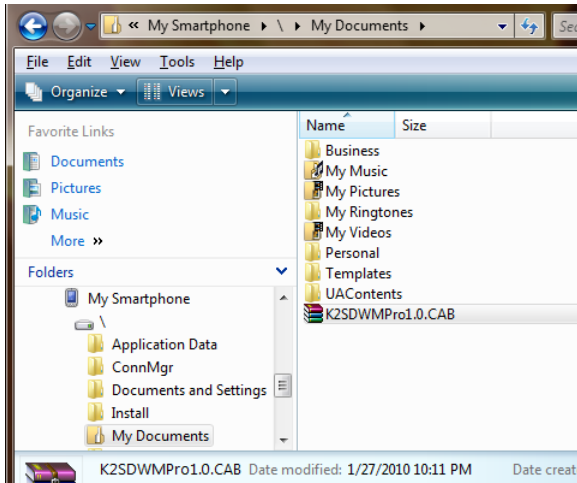 « My Smartphone ▸ \ ▸ My Documents ▸
File Edit View Tools Help
Organize Views
Favorite Links
Documents
Pictures
Music
More »
Folders
My Smartphone
\
Application Data
ConnMgr
Documents and Settings
Install
My Documents
Name Size
Business
My Music
My Pictures
My Ringtones
My Videos
Personal
Templates
UAContents
K2SDWMPro1.0.CAB
K2SDWMPro1.0.CAB Date modified: 1/27/2010 10:11 PM Date creat